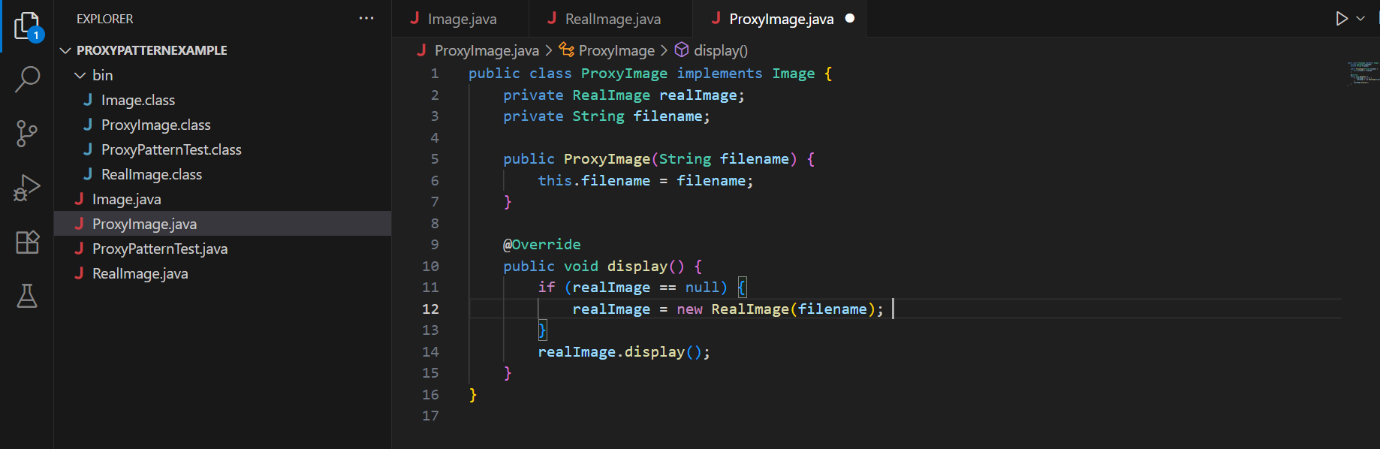 EXPLORER
...
PROXYPATTERNEXAMPLE
bin
J Image.class
J ProxyImage.class
J ProxyPatternTest.class
J RealImage.class
J Image.java
J ProxyImage.java
J ProxyPatternTest.java
J RealImage.java
1
J Image.java
J RealImage.java
J ProxyImage.java
J ProxyImage.java > ProxyImage > display()
1 public class ProxyImage implements Image {
2     private RealImage realImage;
3     private String filename;
4
5     public ProxyImage(String filename) {
6         this.filename = filename;
7     }
8
9     @Override
10     public void display() {
11         if (realImage == null) {
12             realImage = new RealImage(filename);
13         }
14         realImage.display();
15     }
16 }
17